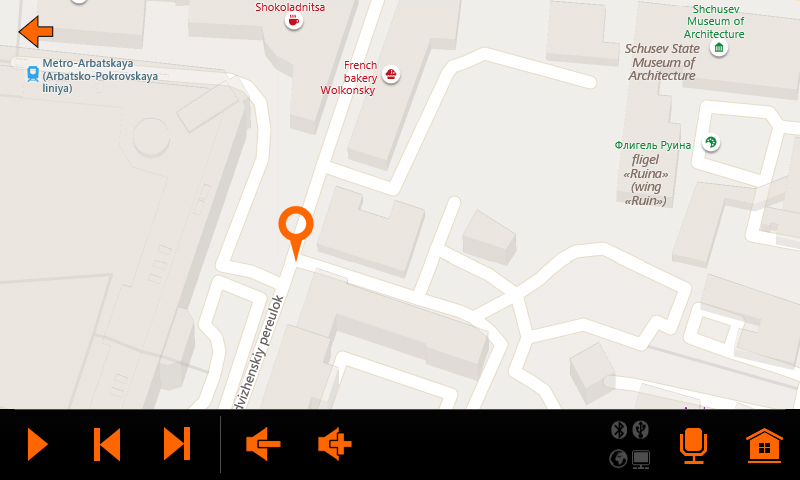 Shokoladnitsa
Shchusev
Museum of
Architecture
Schusev State
Museum of
Architecture
Metro-Arbatskaya
(Arbatsko-Pokrovskaya
liniya)
French
bakery
Wolkonsky
Флигель Руина
fligel
«Ruina»
(wing
«Ruin»)
dvizhenskiy pereulok